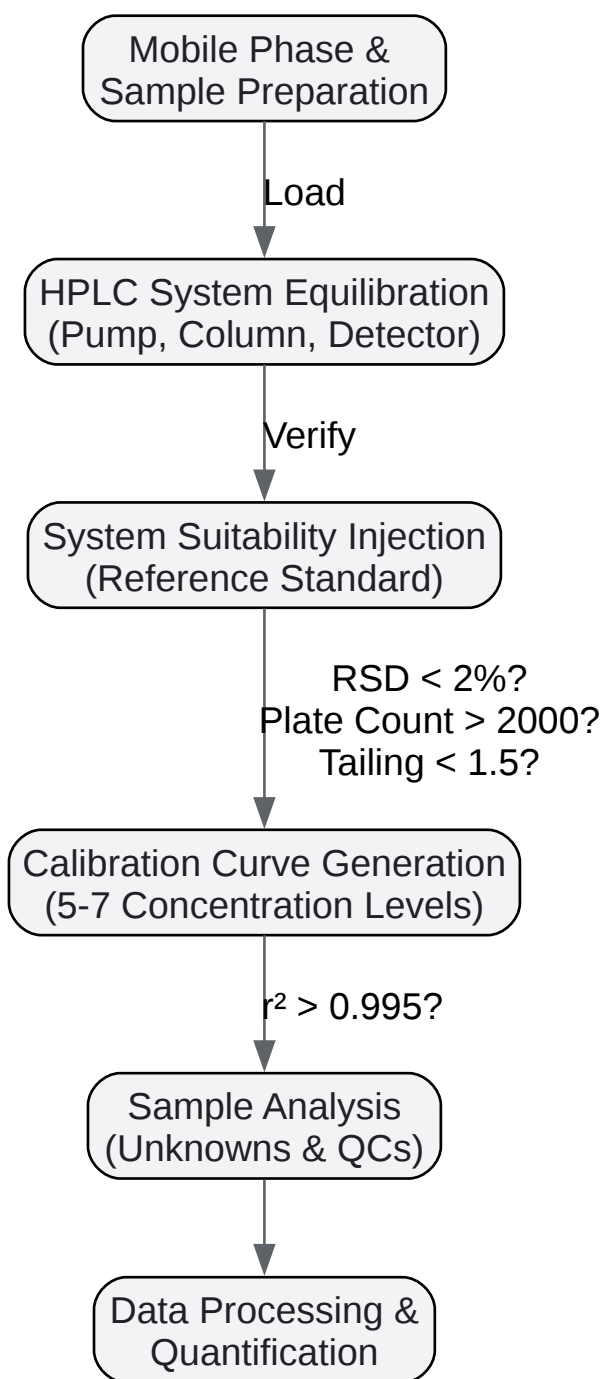 Mobile Phase &
Sample Preparation
Load
HPLC System Equilibration
(Pump, Column, Detector)
Verify
System Suitability Injection
(Reference Standard)
RSD < 2%?
Plate Count > 2000?
Tailing < 1.5?
Calibration Curve Generation
(5-7 Concentration Levels)
r² > 0.995?
Sample Analysis
(Unknowns & QCs)
Data Processing &
Quantification